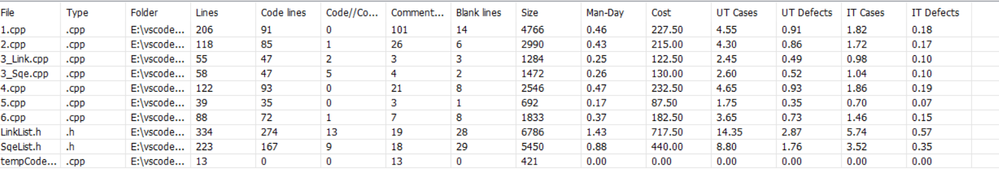 File Type Folder Lines Code lines Code//Co... Comment... Blank lines Size Man-Day Cost UT Cases UT Defects IT Cases IT Defects
1.cpp .cpp E:\vscode... 206 91 0 101 14 4766 0.46 227.50 4.55 0.91 1.82 0.18
2.cpp .cpp E:\vscode... 118 85 1 26 6 2990 0.43 215.00 4.30 0.86 1.72 0.17
3_Link.cpp .cpp E:\vscode... 55 47 2 3 3 1284 0.25 122.50 2.45 0.49 0.98 0.10
3_Sqe.cpp .cpp E:\vscode... 58 47 5 4 2 1472 0.26 130.00 2.60 0.52 1.04 0.10
4.cpp .cpp E:\vscode... 122 93 0 21 8 2546 0.47 232.50 4.65 0.93 1.86 0.19
5.cpp .cpp E:\vscode... 39 35 0 3 1 692 0.17 87.50 1.75 0.35 0.70 0.07
6.cpp .cpp E:\vscode... 88 72 1 7 8 1833 0.37 182.50 3.65 0.73 1.46 0.15
LinkList.h .h E:\vscode... 334 274 13 19 28 6786 1.43 717.50 14.35 2.87 5.74 0.57
SqeList.h .h E:\vscode... 223 167 9 18 29 5450 0.88 440.00 8.80 1.76 3.52 0.35
tempCode... .cpp E:\vscode... 13 0 0 13 0 421 0.00 0.00 0.00 0.00 0.00 0.00